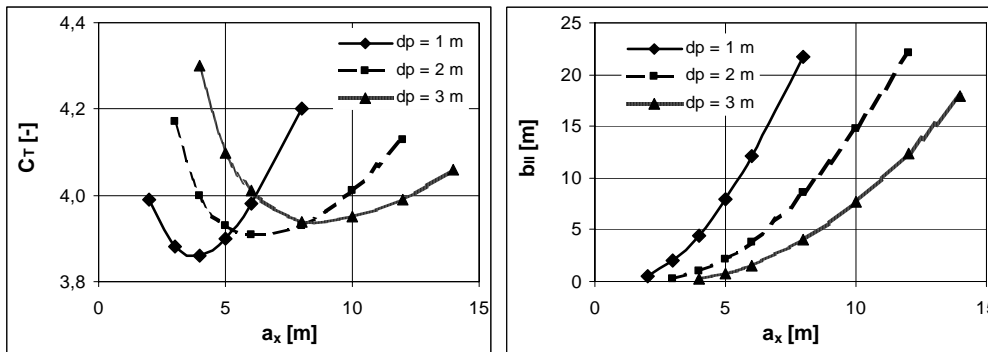 4,4
4,2
4,0
3,8
0
5
10
15
C_T [-]
a_x [m]
dp = 1 m
dp = 2 m
dp = 3 m
25
20
15
10
5
0
0
5
10
15
b_II [m]
a_x [m]
dp = 1 m
dp = 2 m
dp = 3 m